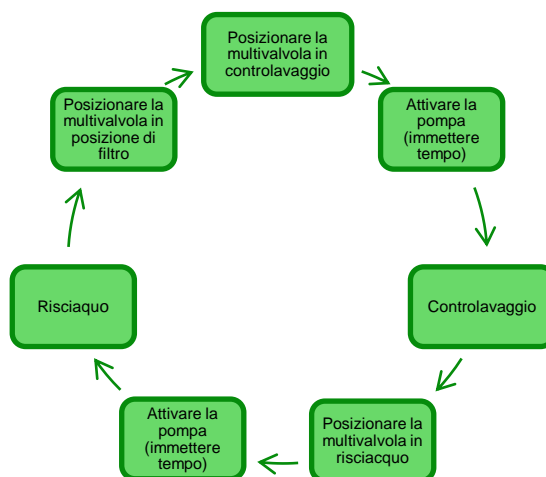 Posizionare la
multivalvola in
controlavaggio
Attivare la
pompa
(immettere
tempo)
Controlavaggio
Posizionare la
multivalvola in
risciacquo
Attivare la
pompa
(immettere
tempo)
Risciaquo
Posizionare la
multivalvola in
posizione di
filtro